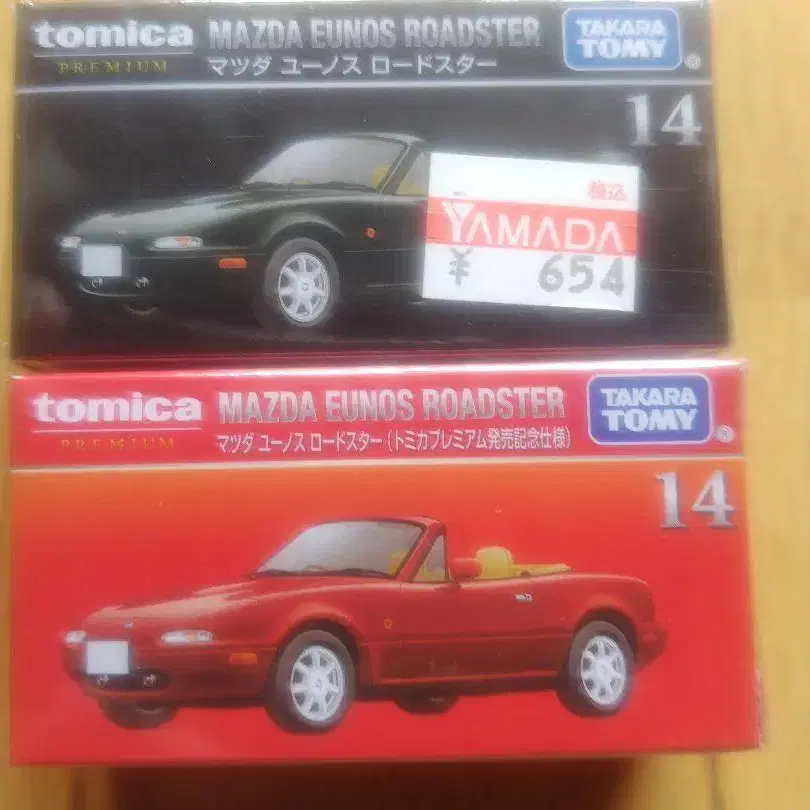 tomica MAZDA EUNOS ROADSTER TAKARA TOMY ®
PREMIUM マツダ ユーノス ロードスター
14
税込
YAMADA
¥ 654
tomica MAZDA EUNOS ROADSTER TAKARA TOMY ®
PREMIUM マツダ ユーノス ロードスター (トミカプレミアム発売記念仕様)
14